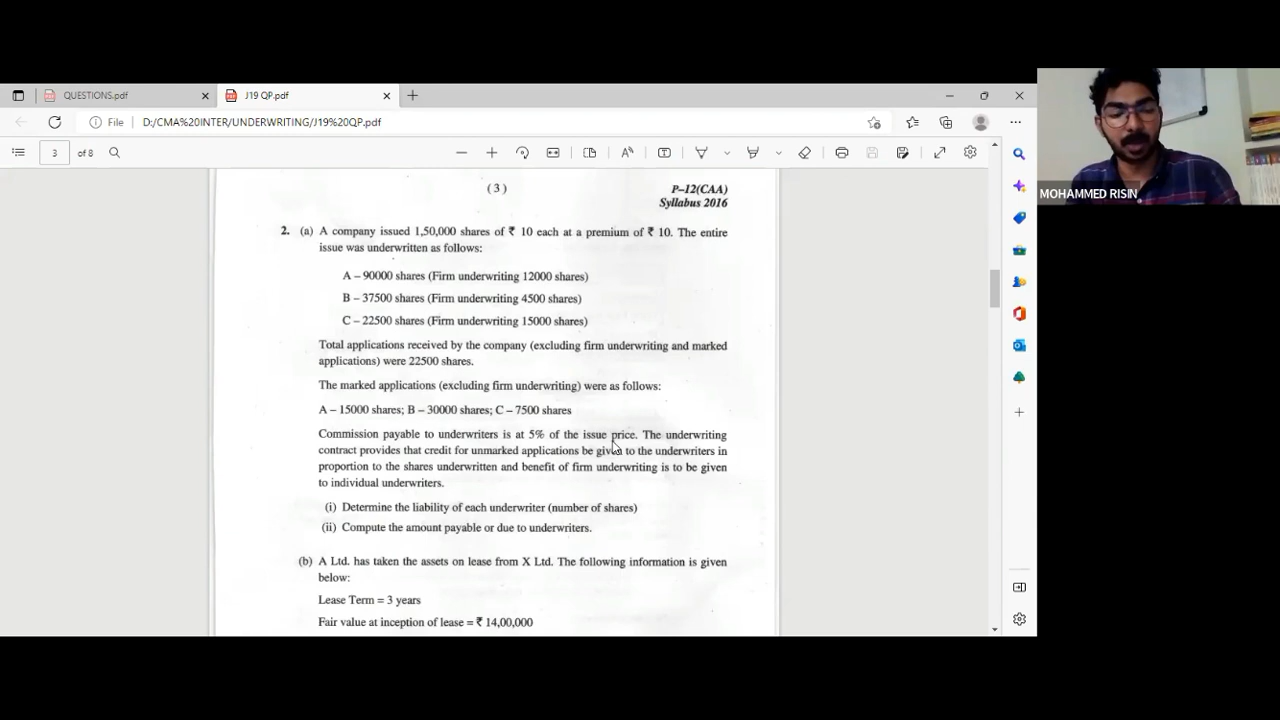 QUESTIONS.pdf
J19 QP.pdf
File
D:/CMA%20INTER/UNDERWRITING/J19%20QP.pdf
3
of 8
MOHAMMED RISIN
( 3 )
P–12(CAA)
Syllabus 2016
2. (a) A company issued 1,50,000 shares of ₹ 10 each at a premium of ₹ 10. The entire
issue was underwritten as follows:
A – 90000 shares (Firm underwriting 12000 shares)
B – 37500 shares (Firm underwriting 4500 shares)
C – 22500 shares (Firm underwriting 15000 shares)
Total applications received by the company (excluding firm underwriting and marked
applications) were 22500 shares.
The marked applications (excluding firm underwriting) were as follows:
A – 15000 shares; B – 30000 shares; C – 7500 shares
Commission payable to underwriters is at 5% of the issue price. The underwriting
contract provides that credit for unmarked applications be given to the underwriters in
proportion to the shares underwritten and benefit of firm underwriting is to be given
to individual underwriters.
(i) Determine the liability of each underwriter (number of shares)
(ii) Compute the amount payable or due to underwriters.
(b) A Ltd. has taken the assets on lease from X Ltd. The following information is given
below:
Lease Term = 3 years
Fair value at inception of lease = ₹ 14,00,000